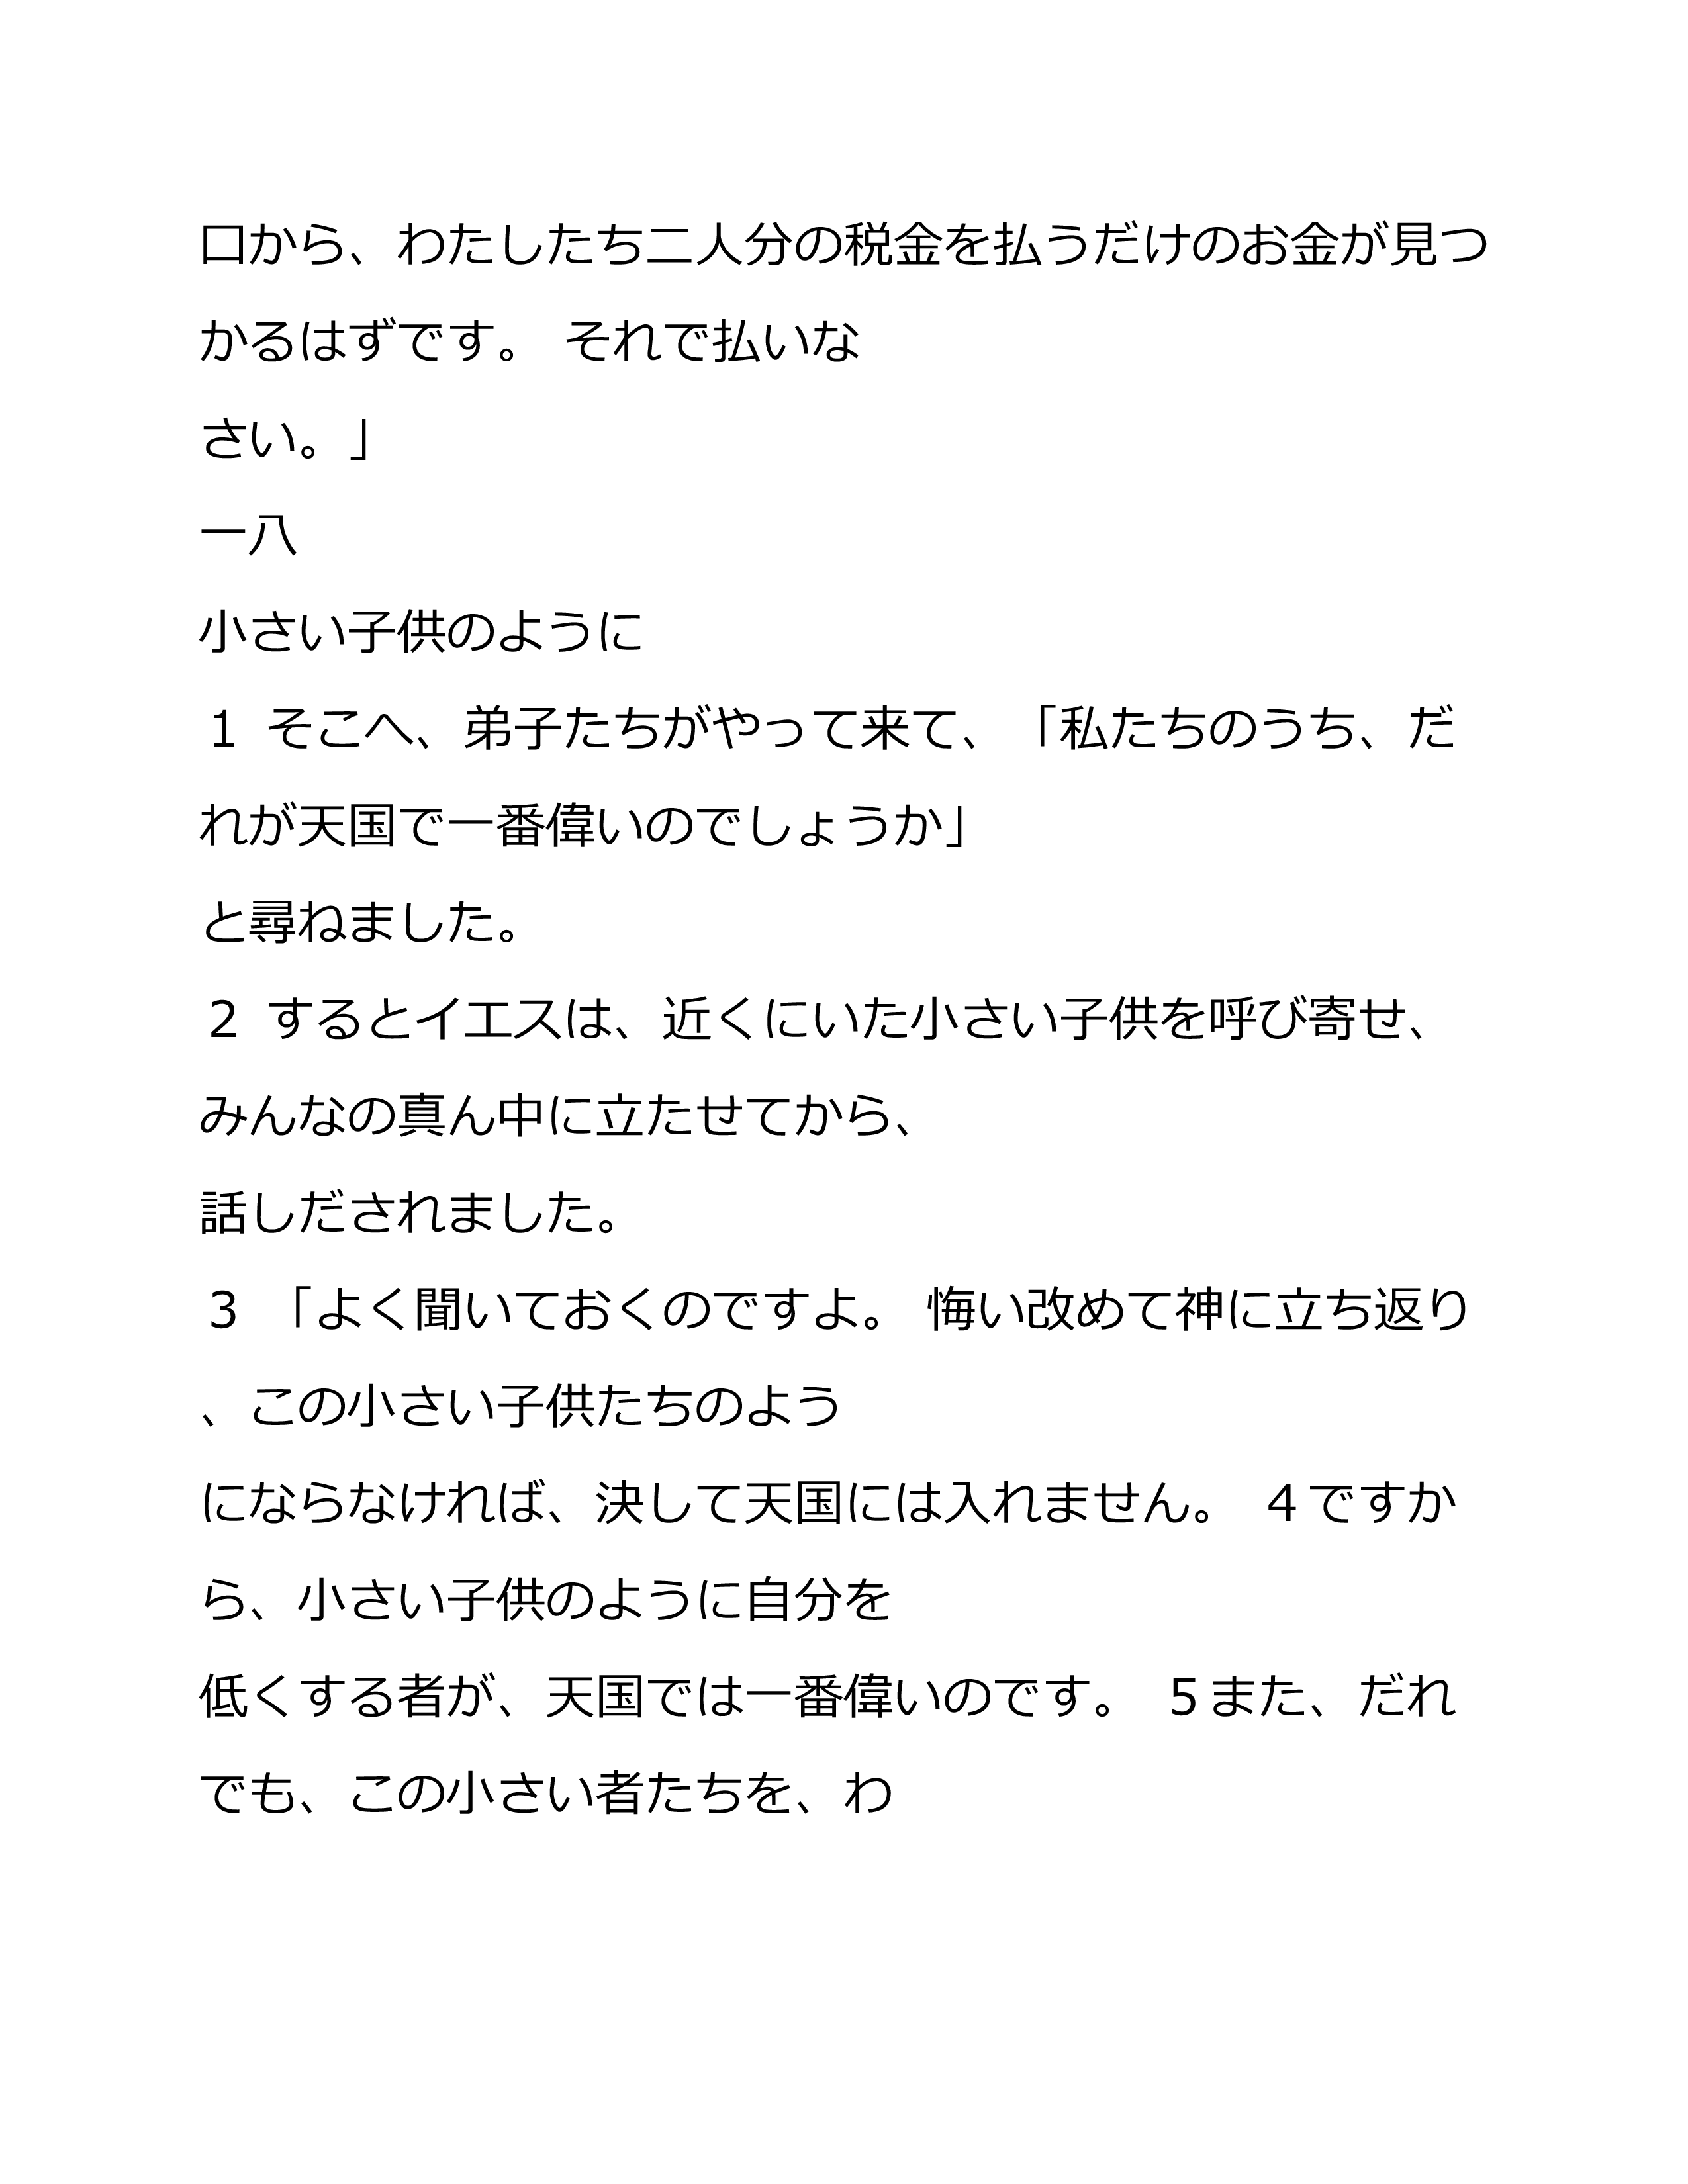 口から、わたしたち二人分の税金を払うだけのお金が見つ
かるはずです。 それで払いな
さい。」
一八
小さい子供のように
1 そこへ、弟子たちがやって来て、「私たちのうち、だ
れが天国で一番偉いのでしょうか」
と尋ねました。
2 するとイエスは、近くにいた小さい子供を呼び寄せ、
みんなの真ん中に立たせてから、
話しだされました。
3 「よく聞いておくのですよ。 悔い改めて神に立ち返り
、この小さい子供たちのよう
にならなければ、決して天国には入れません。 4ですか
ら、小さい子供のように自分を
低くする者が、天国では一番偉いのです。 5また、だれ
でも、この小さい者たちを、わ